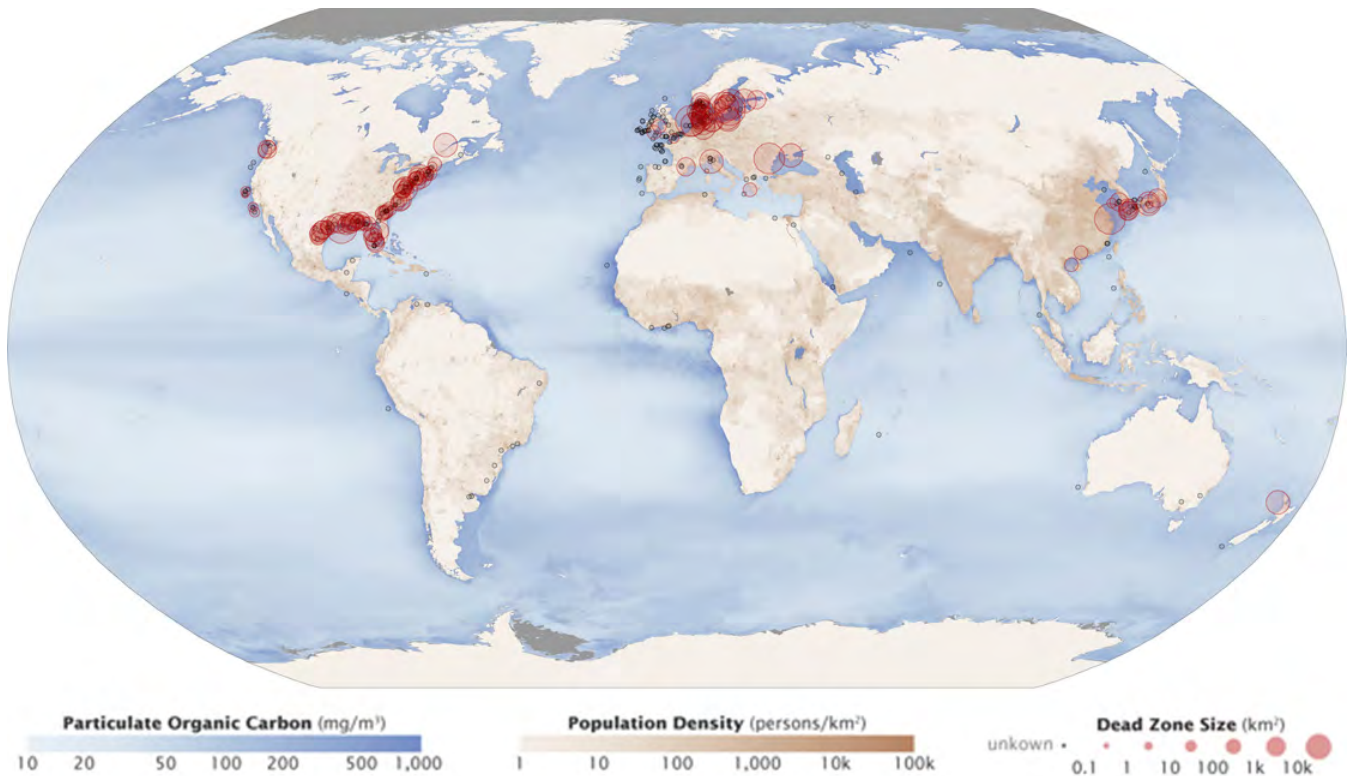 Particulate Organic Carbon (mg/m³)
10 20 50 100 200 500 1,000
Population Density (persons/km²)
1 10 100 1,000 10k 100k
Dead Zone Size (km²)
unkown
0.1 1 10 100 1k 10k